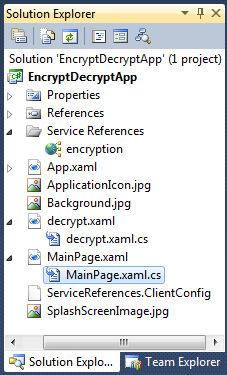 Solution Explorer
Solution 'EncryptDecryptApp' (1 project)
EncryptDecryptApp
Properties
References
Service References
encryption
App.xaml
ApplicationIcon.jpg
Background.jpg
decrypt.xaml
decrypt.xaml.cs
MainPage.xaml
MainPage.xaml.cs
ServiceReferences.ClientConfig
SplashScreenImage.jpg
Solution Explo... Team Explorer